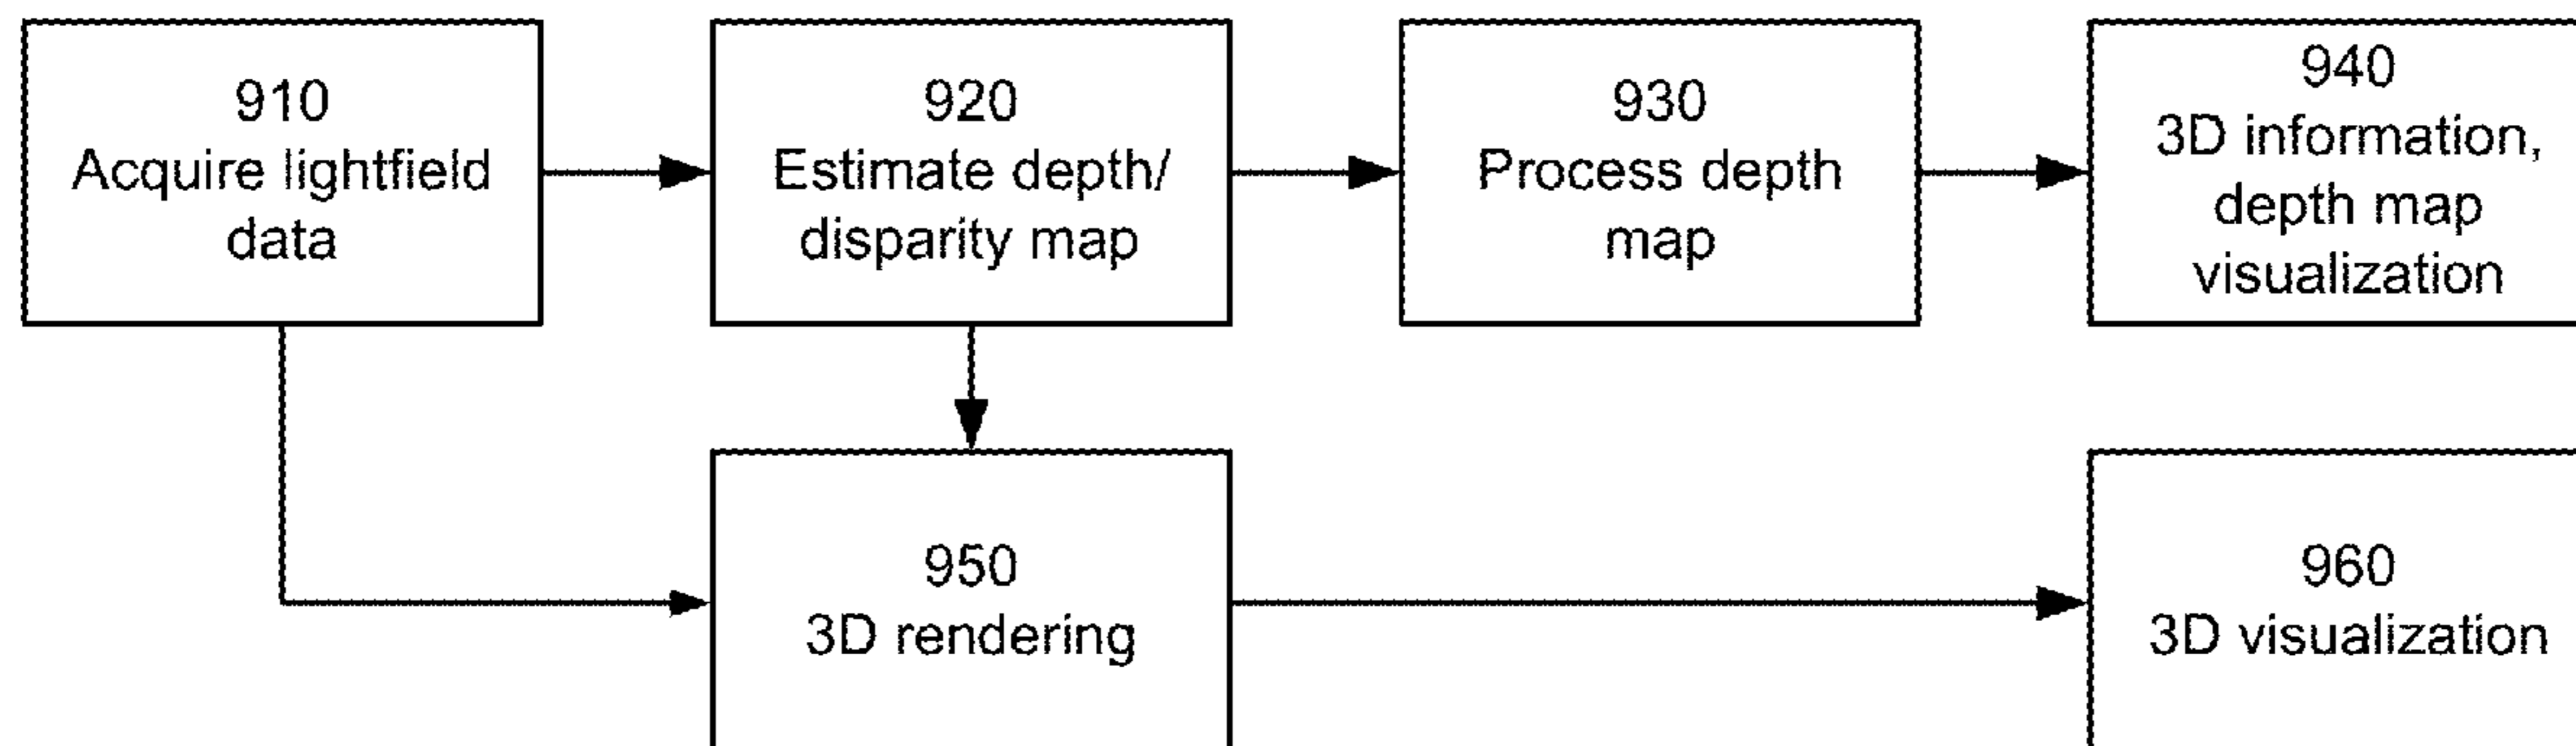 910
Acquire lightfield
data
920
Estimate depth/
disparity map
930
Process depth
map
940
3D information,
depth map
visualization
950
3D rendering
960
3D visualization